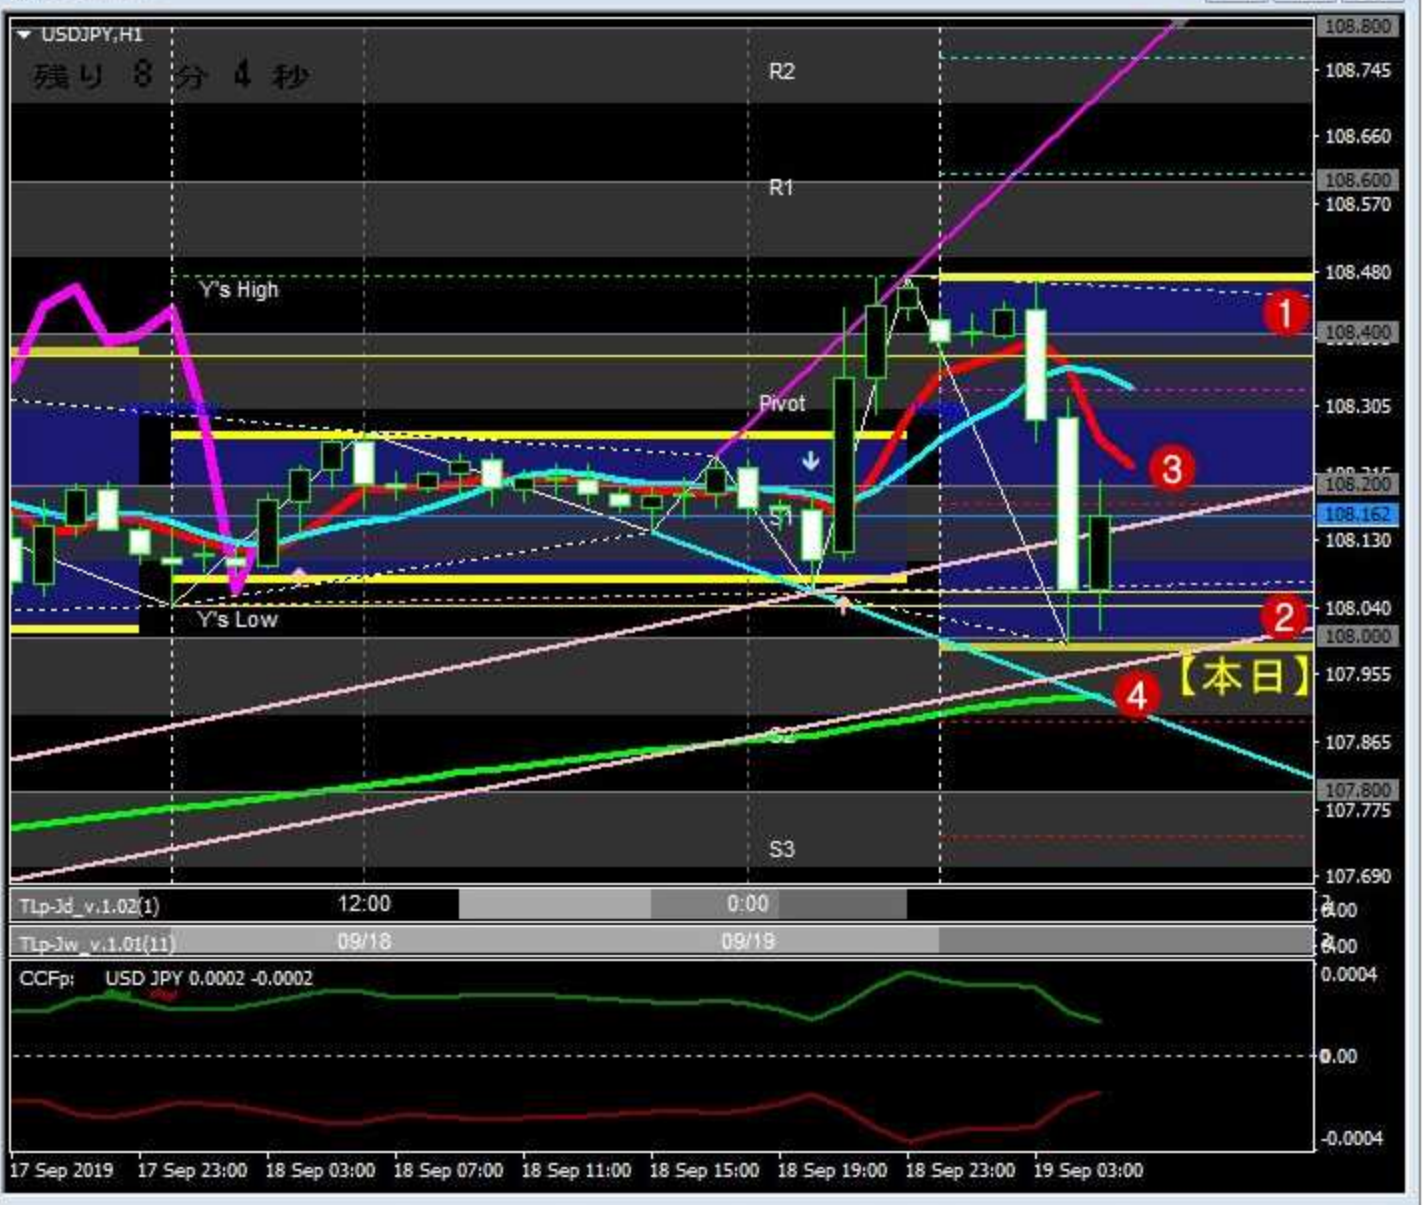 USDJPY,H1
残り 8 分 4 秒
R2
R1
Y's High
Pivot
S1
Y's Low
S2
S3
【本日】
1
2
3
4
108.800
108.745
108.660
108.600
108.570
108.480
108.400
108.305
108.200
108.162
108.130
108.040
108.000
107.955
107.865
107.800
107.775
107.690
TLp-Jd_v.1.02(1)
12:00
0:00
TLp-Jw_v.1.01(11)
09/18
09/19
CCFp: USD JPY 0.0002 -0.0002
0.0004
0.00
-0.0004
17 Sep 2019
17 Sep 23:00
18 Sep 03:00
18 Sep 07:00
18 Sep 11:00
18 Sep 15:00
18 Sep 19:00
18 Sep 23:00
19 Sep 03:00